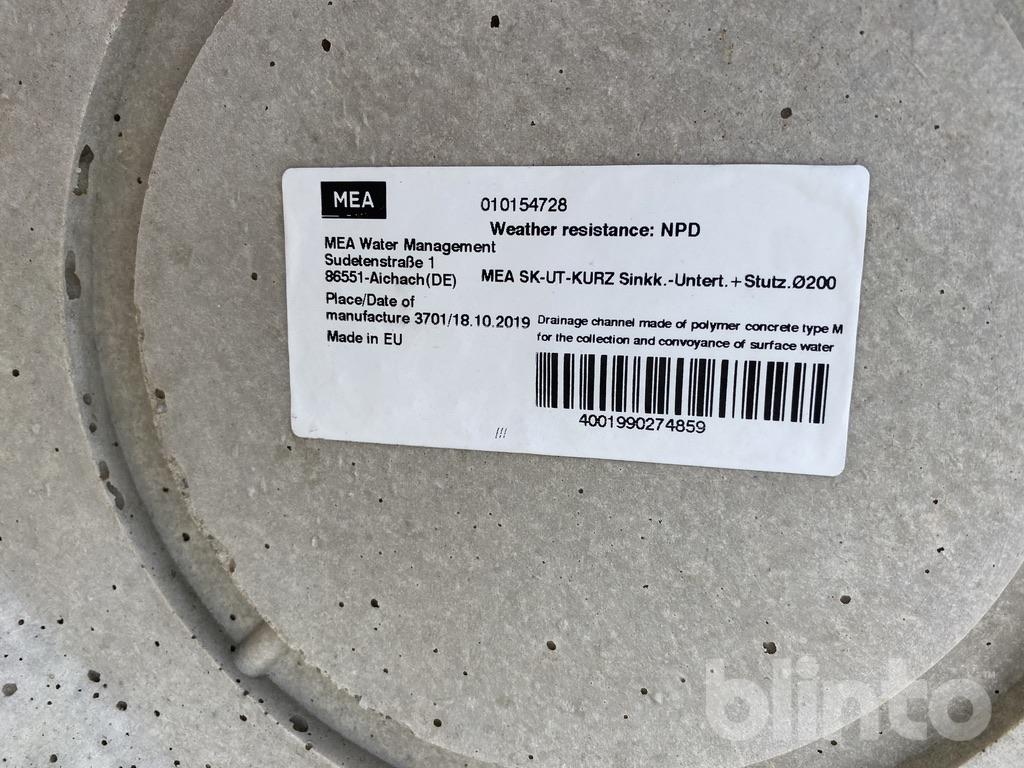 MEA
010154728
Weather resistance: NPD
MEA Water Management
Sudetenstraße 1
86551-Aichach(DE)
MEA SK-UT-KURZ Sinkk.-Untert.+Stutz.Ø200
Place/Date of
manufacture 3701/18.10.2019
Made in EU
Drainage channel made of polymer concrete type M
for the collection and convoyance of surface water
4001990274859
blinto™